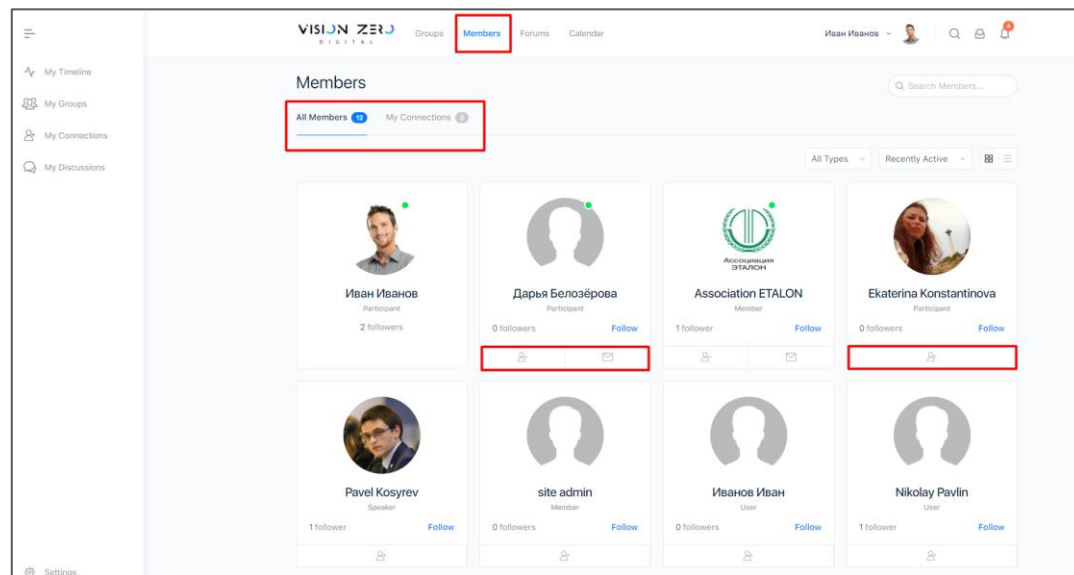 VISION ZERO
DIGITAL
Groups
Members
Forums
Calendar
Иван Иванов
4
My Timeline
My Groups
My Connections
My Discussions
Settings
Members
Search Members...
All Members 12
My Connections 2
All Types
Recently Active
Иван Иванов
Participant
2 followers
Дарья Белозёрова
Participant
0 followers Follow
Ассоциация
ЭТАЛОН
Association ETALON
Member
1 follower Follow
Ekaterina Konstantinova
Participant
0 followers Follow
Pavel Kosyrev
Speaker
1 follower Follow
site admin
Member
0 followers Follow
Иванов Иван
User
0 followers Follow
Nikolay Pavlin
User
1 follower Follow